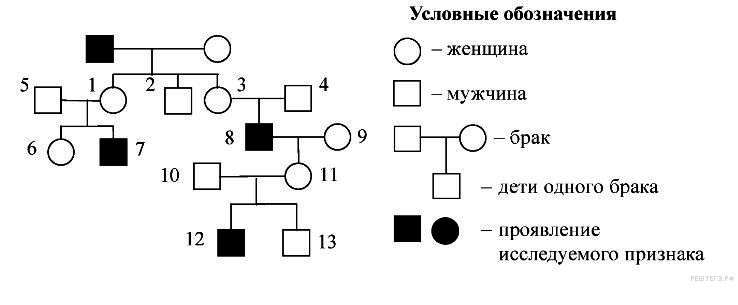 Условные обозначения
– женщина
– мужчина
– брак
– дети одного брака
– проявление
исследуемого признака
5 1 2 3 4
6 7 8 9
10 11
12 13
РЕШУЕГЭ.РФ